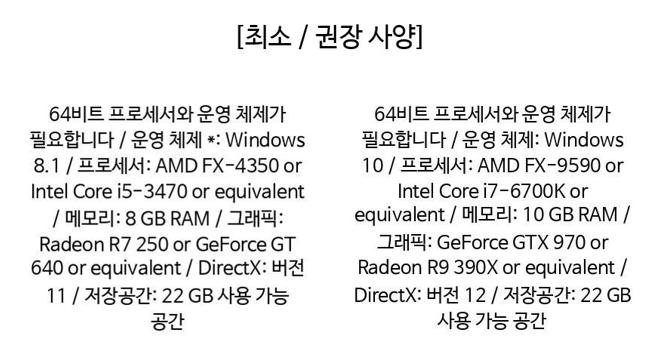 [최소 / 권장 사양]
64비트 프로세서와 운영 체제가
필요합니다 / 운영 체제 *: Windows
8.1 / 프로세서: AMD FX-4350 or
Intel Core i5-3470 or equivalent
/ 메모리: 8 GB RAM / 그래픽:
Radeon R7 250 or GeForce GT
640 or equivalent / DirectX: 버전
11 / 저장공간: 22 GB 사용 가능
공간
64비트 프로세서와 운영 체제가
필요합니다 / 운영 체제: Windows
10 / 프로세서: AMD FX-9590 or
Intel Core i7-6700K or
equivalent / 메모리: 10 GB RAM /
그래픽: GeForce GTX 970 or
Radeon R9 390X or equivalent /
DirectX: 버전 12 / 저장공간: 22 GB
사용 가능 공간